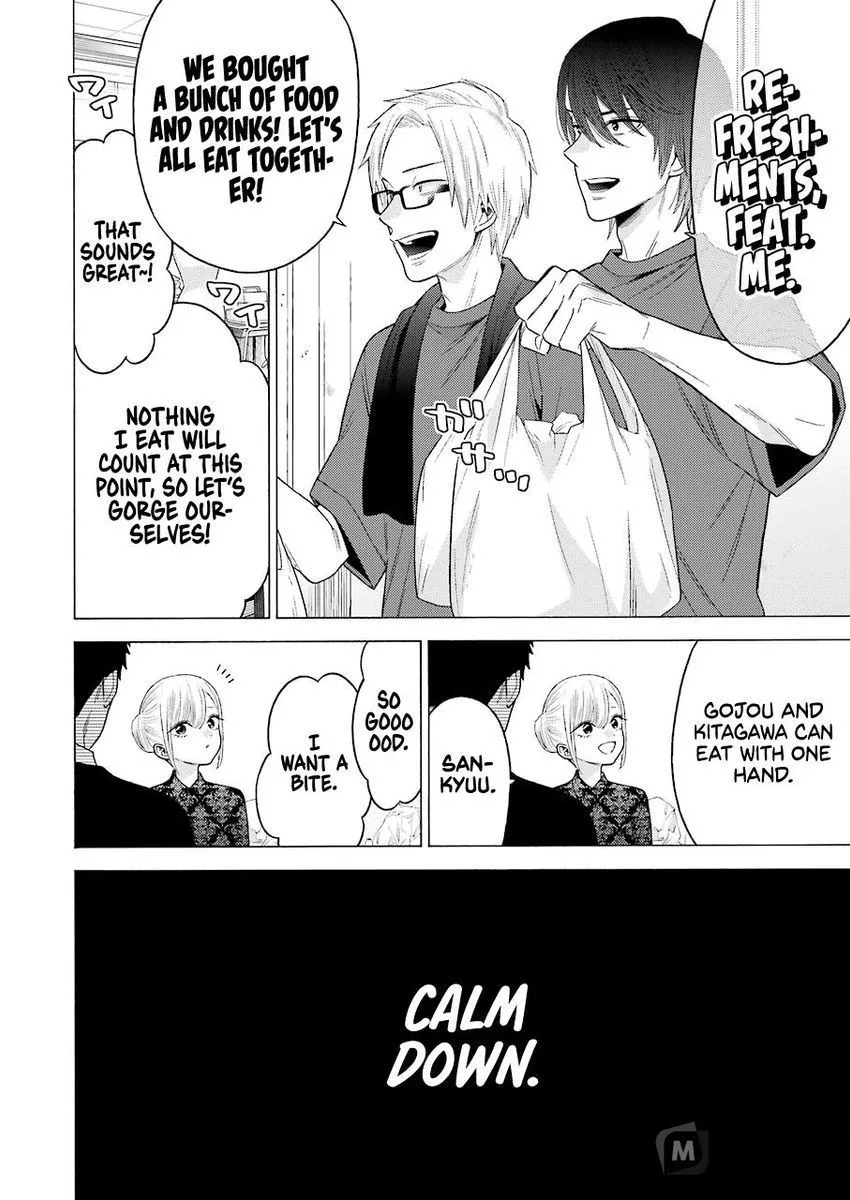 RE-
FRESH-
MENTS,
FEAT.
ME.
WE BOUGHT
A BUNCH OF FOOD
AND DRINKS! LET'S
ALL EAT TOGETH-
ER!
ワイ
THAT
SOUNDS
GREAT~!
ワイ
ガサ
NOTHING
I EAT WILL
COUNT AT THIS
POINT, SO LET'S
GORGE OUR-
SELVES!
GOJOU AND
KITAGAWA CAN
EAT WITH ONE
HAND.
SAN-
KYUU.
SO
GOOO
OOD.
I
WANT A
BITE.
CALM
DOWN.
M